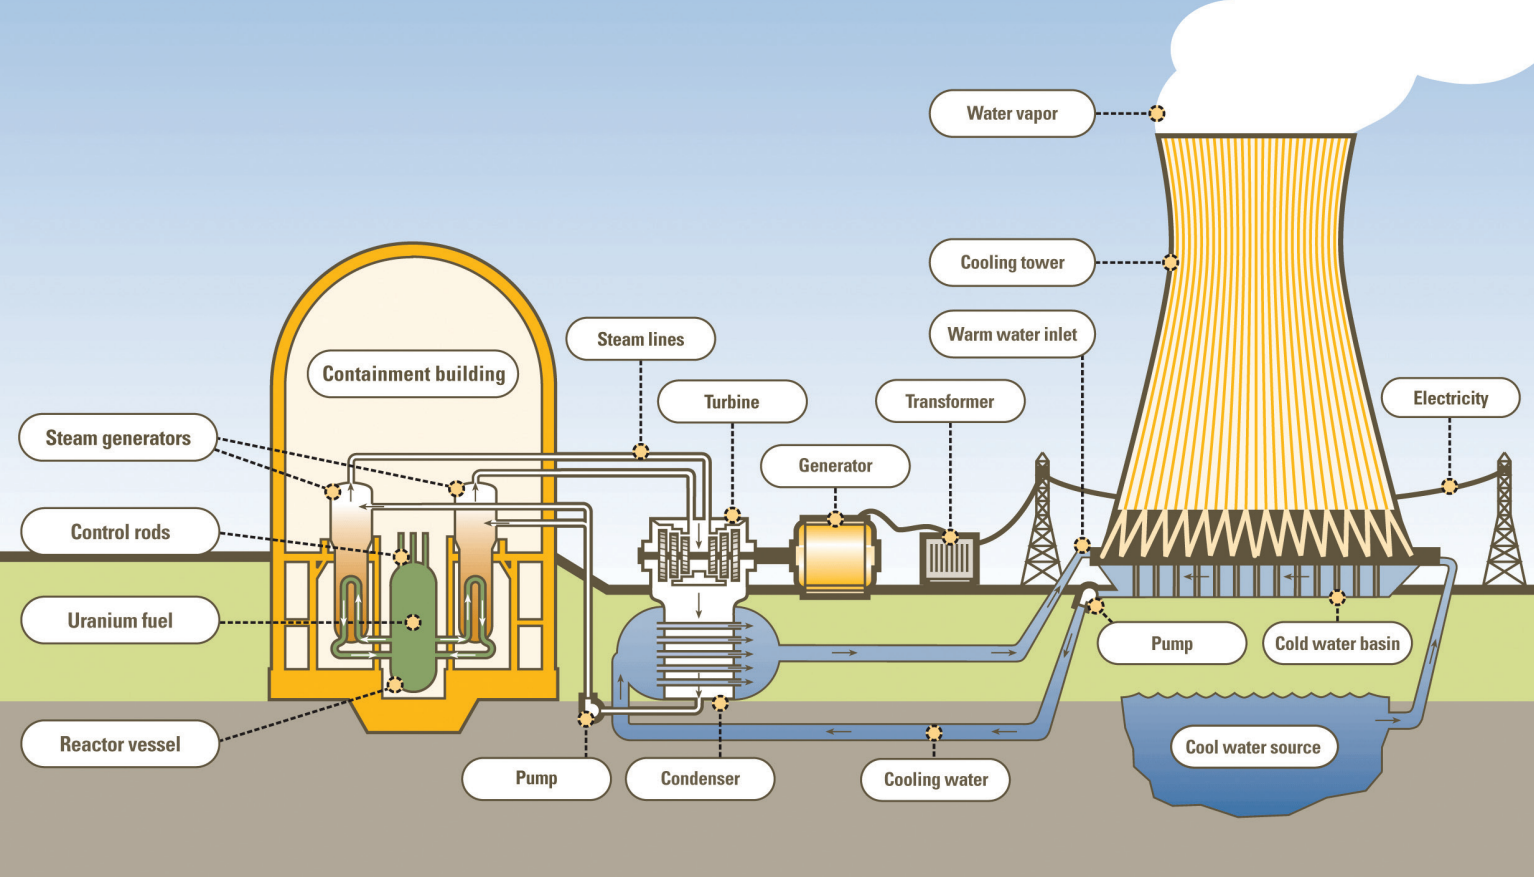 Water vapor
Cooling tower
Steam lines
Warm water inlet
Containment building
Turbine
Transformer
Electricity
Steam generators
Generator
Control rods
Uranium fuel
Pump
Cold water basin
Reactor vessel
Cool water source
Pump
Condenser
Cooling water